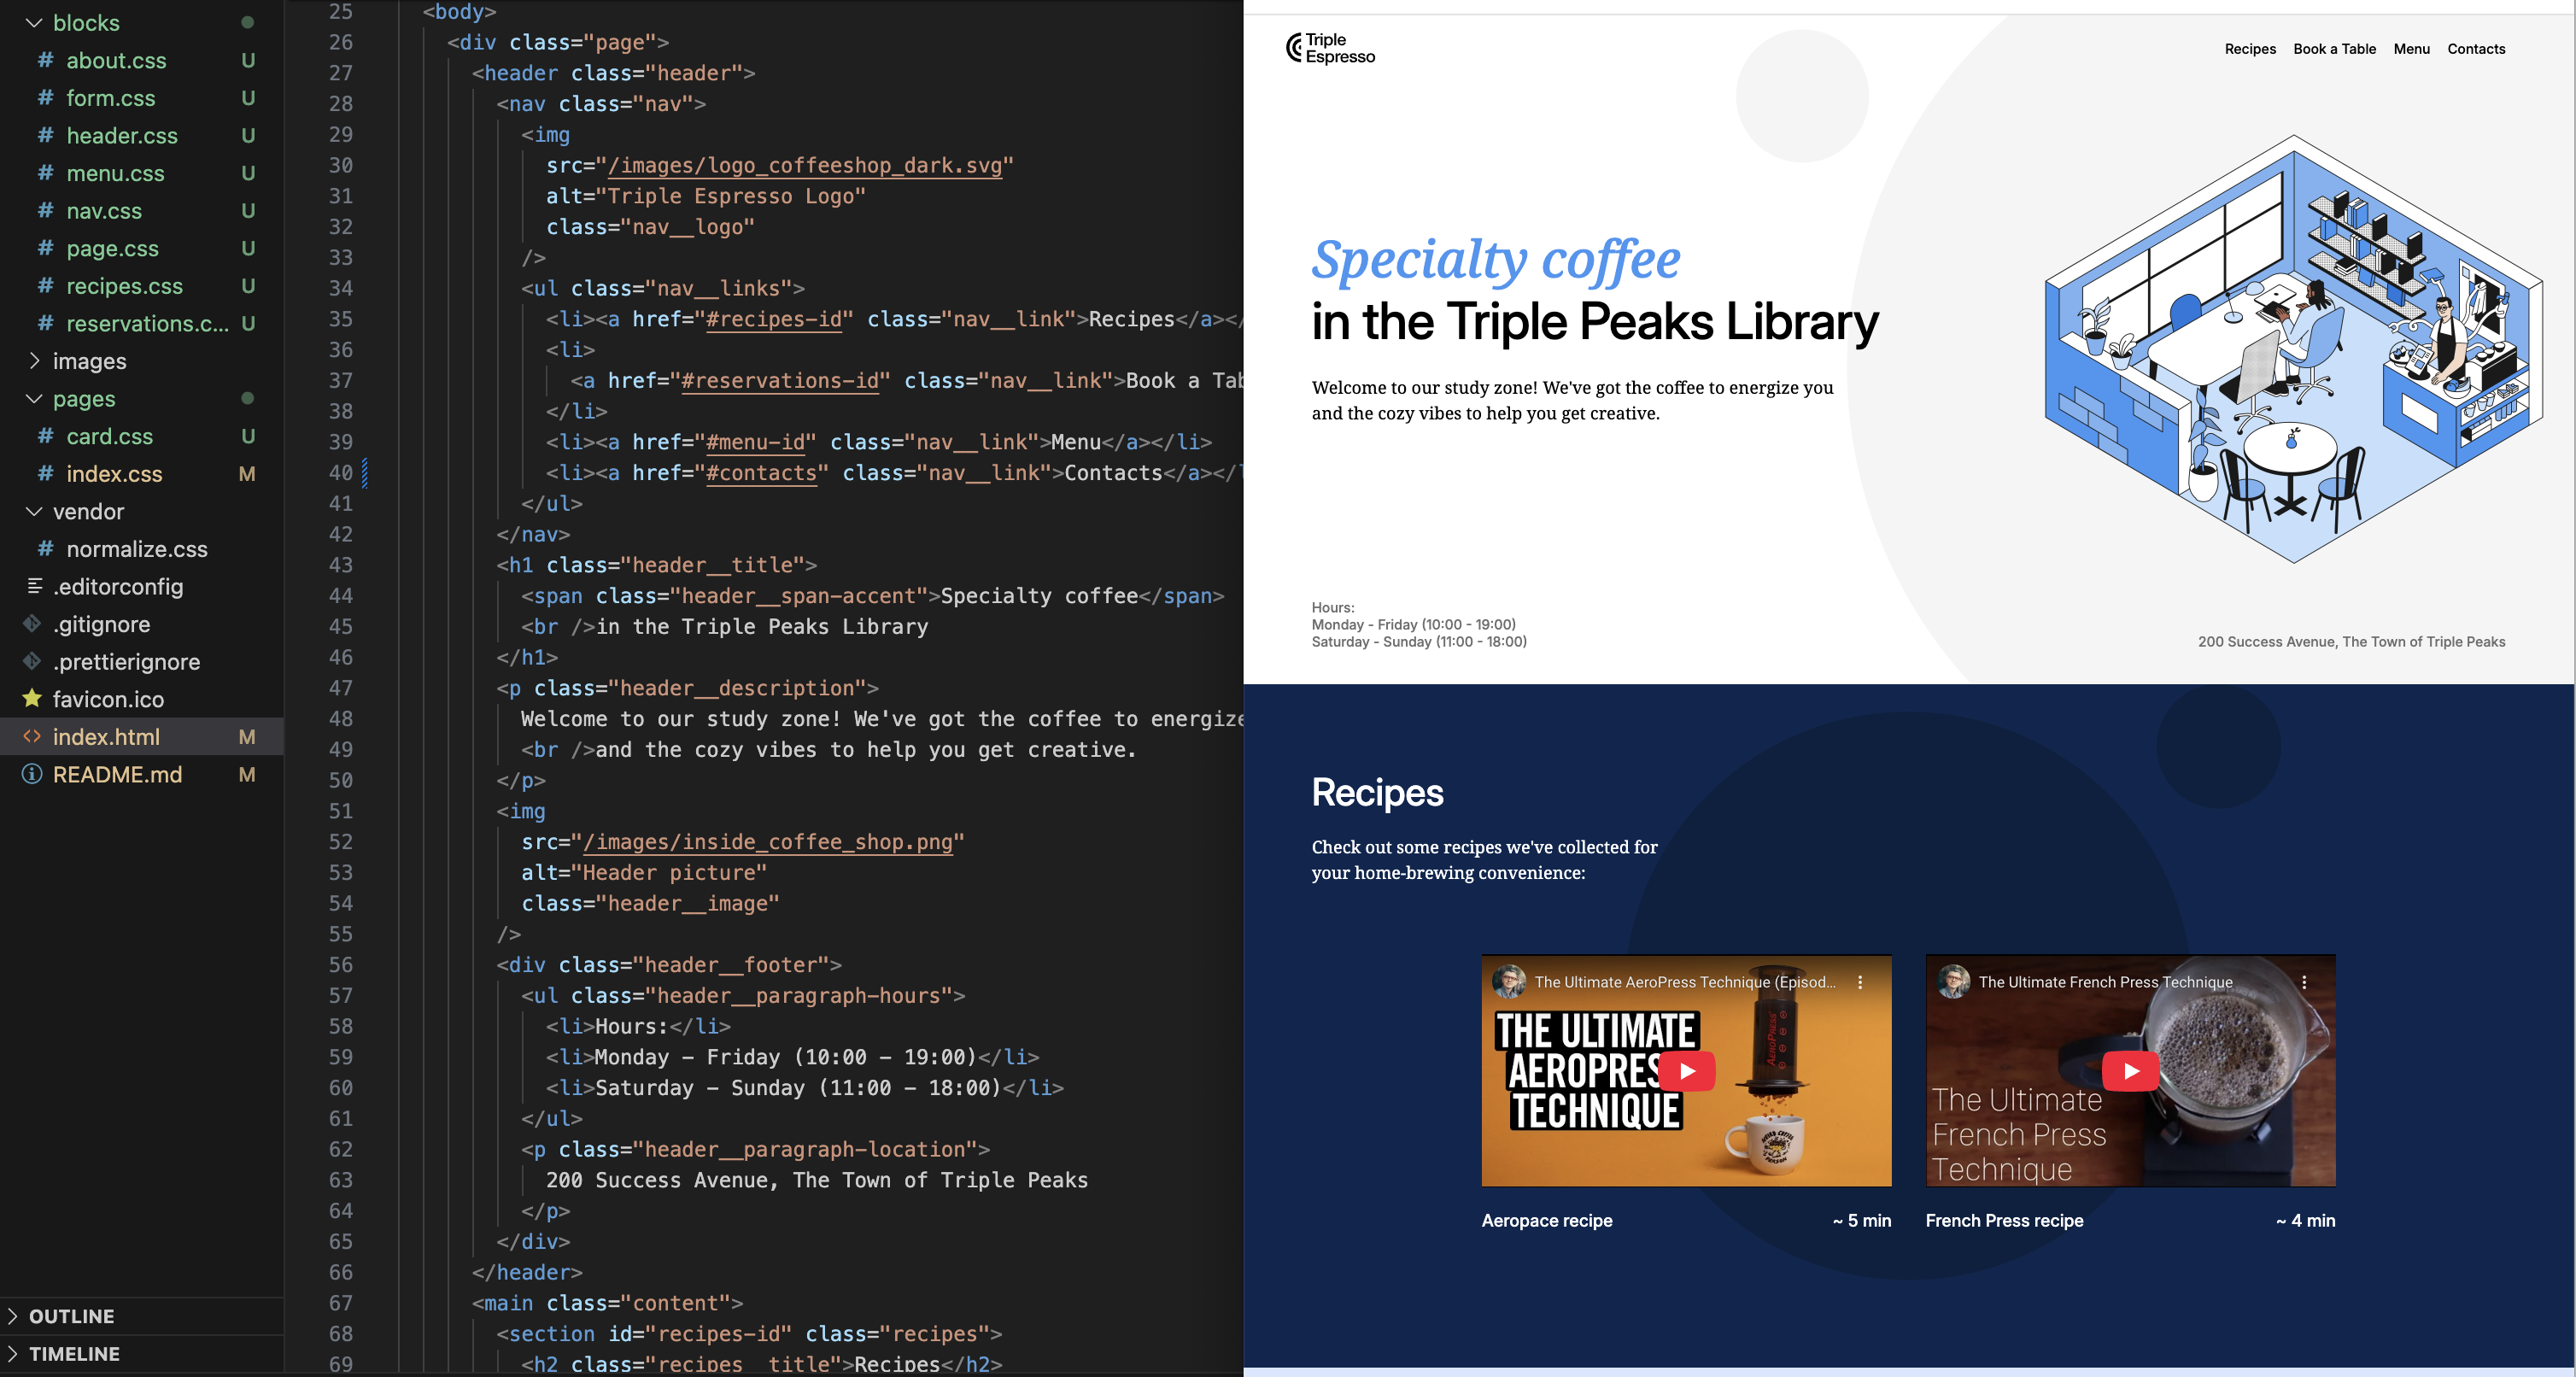 blocks
# about.css U
# form.css U
# header.css U
# menu.css U
# nav.css U
# page.css U
# recipes.css U
# reservations.c... U
images
pages
# card.css U
# index.css M
vendor
# normalize.css
.editorconfig
.gitignore
.prettierignore
favicon.ico
<> index.html M
README.md M
OUTLINE
TIMELINE
25 <body>
26 <div class="page">
27 <header class="header">
28 <nav class="nav">
29 <img
30 src="/images/logo_coffeeshop_dark.svg"
31 alt="Triple Espresso Logo"
32 class="nav__logo"
33 />
34 <ul class="nav__links">
35 <li><a href="#recipes-id" class="nav__link">Recipes</a></
36 <li>
37 <a href="#reservations-id" class="nav__link">Book a Tab
38 </li>
39 <li><a href="#menu-id" class="nav__link">Menu</a></li>
40 <li><a href="#contacts" class="nav__link">Contacts</a></l
41 </ul>
42 </nav>
43 <h1 class="header__title">
44 <span class="header__span-accent">Specialty coffee</span>
45 <br />in the Triple Peaks Library
46 </h1>
47 <p class="header__description">
48 Welcome to our study zone! We've got the coffee to energize
49 <br />and the cozy vibes to help you get creative.
50 </p>
51 <img
52 src="/images/inside_coffee_shop.png"
53 alt="Header picture"
54 class="header__image"
55 />
56 <div class="header__footer">
57 <ul class="header__paragraph-hours">
58 <li>Hours:</li>
59 <li>Monday - Friday (10:00 - 19:00)</li>
60 <li>Saturday - Sunday (11:00 - 18:00)</li>
61 </ul>
62 <p class="header__paragraph-location">
63 200 Success Avenue, The Town of Triple Peaks
64 </p>
65 </div>
66 </header>
67 <main class="content">
68 <section id="recipes-id" class="recipes">
69 <h2 class="recipes__title">Recipes</h2>
Triple
Espresso
Recipes Book a Table Menu Contacts
Specialty coffee
in the Triple Peaks Library
Welcome to our study zone! We've got the coffee to energize you
and the cozy vibes to help you get creative.
Hours:
Monday - Friday (10:00 - 19:00)
Saturday - Sunday (11:00 - 18:00)
200 Success Avenue, The Town of Triple Peaks
Recipes
Check out some recipes we've collected for
your home-brewing convenience:
The Ultimate AeroPress Technique (Episod...
THE ULTIMATE
AEROPRES
TECHNIQUE
AEROPRESS
Aeropace recipe ~ 5 min
The Ultimate French Press Technique
The Ultimate
French Press
Technique
French Press recipe ~ 4 min